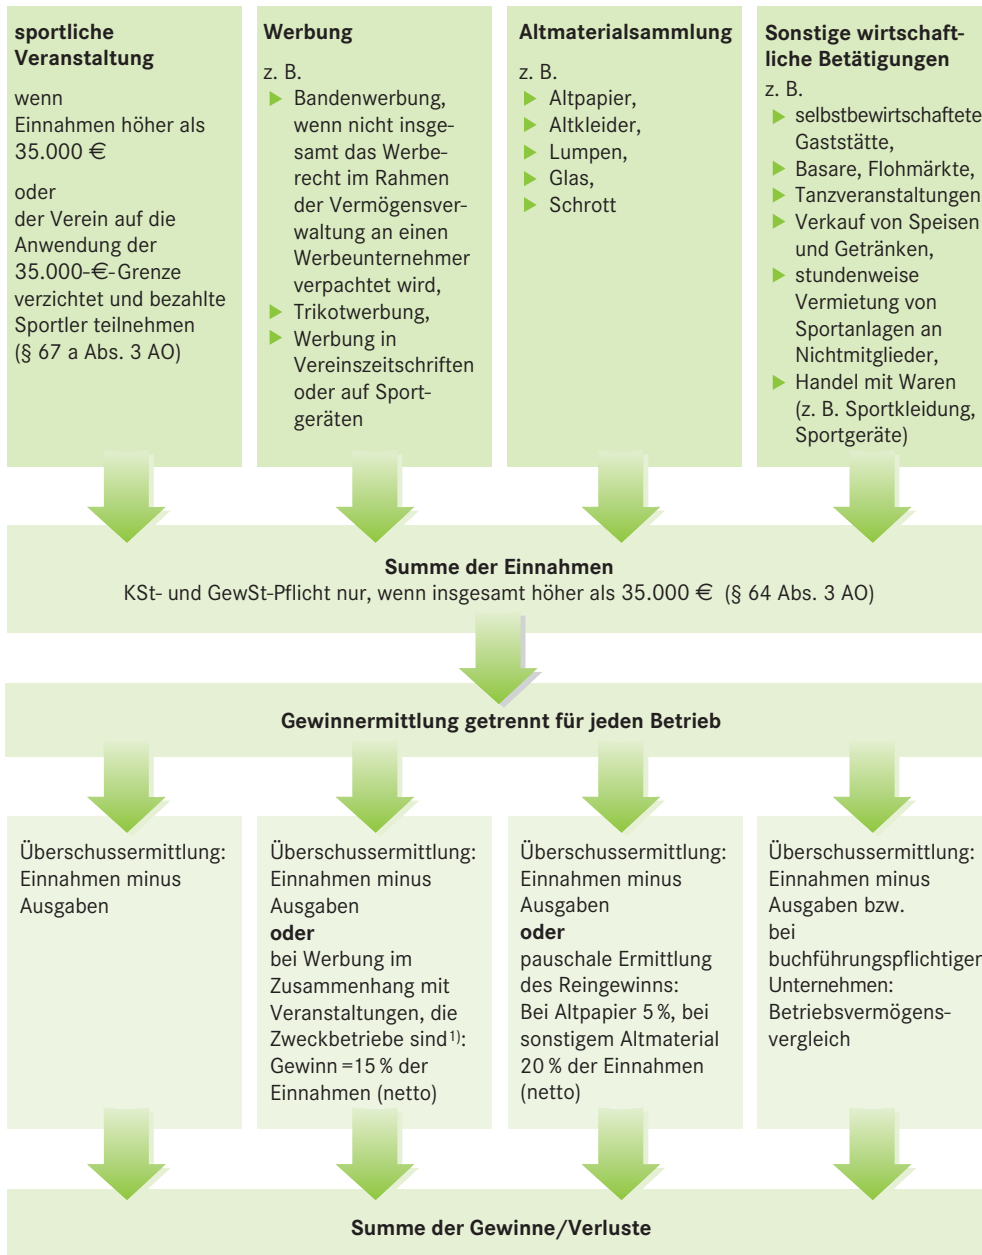 sportliche
Veranstaltung
wenn
Einnahmen höher als
35.000 €
oder
der Verein auf die
Anwendung der
35.000-€-Grenze
verzichtet und bezahlte
Sportler teilnehmen
(§ 67 a Abs. 3 AO)
Werbung
z. B.
Bandenwerbung,
wenn nicht insge-
samt das Werbe-
recht im Rahmen
der Vermögensver-
waltung an einen
Werbeunternehmer
verpachtet wird,
Trikotwerbung,
Werbung in
Vereinszeitschriften
oder auf Sport-
geräten
Altmaterialsammlung
z. B.
Altpapier,
Altkleider,
Lumpen,
Glas,
Schrott
Sonstige wirtschaft-
liche Betätigungen
z. B.
selbstbewirtschaftete
Gaststätte,
Basare, Flohmärkte,
Tanzveranstaltungen
Verkauf von Speisen
und Getränken,
stundenweise
Vermietung von
Sportanlagen an
Nichtmitglieder,
Handel mit Waren
(z. B. Sportkleidung,
Sportgeräte)
Summe der Einnahmen
KSt- und GewSt-Pflicht nur, wenn insgesamt höher als 35.000 € (§ 64 Abs. 3 AO)
Gewinnermittlung getrennt für jeden Betrieb
Überschussermittlung:
Einnahmen minus
Ausgaben
Überschussermittlung:
Einnahmen minus
Ausgaben
oder
bei Werbung im
Zusammenhang mit
Veranstaltungen, die
Zweckbetriebe sind1):
Gewinn =15 % der
Einnahmen (netto)
Überschussermittlung:
Einnahmen minus
Ausgaben
oder
pauschale Ermittlung
des Reingewinns:
Bei Altpapier 5 %, bei
sonstigem Altmaterial
20 % der Einnahmen
(netto)
Überschussermittlung:
Einnahmen minus
Ausgaben bzw.
bei
buchführungspflichtiger
Unternehmen:
Betriebsvermögens-
vergleich
Summe der Gewinne/Verluste